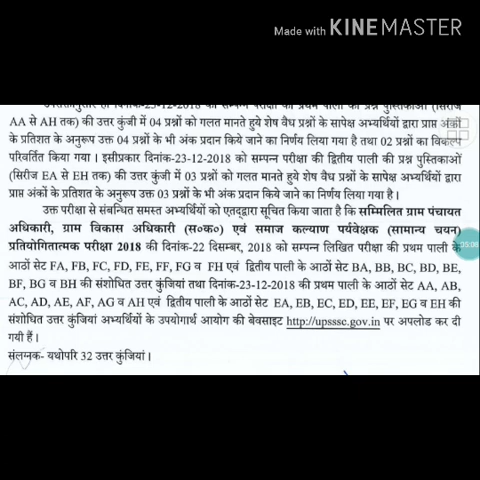 Made with KINEMASTER
AA से AH तक) की उत्तर कुंजी में 04 प्रश्नों को गलत मानते हुये शेष वैध प्रश्नों के सापेक्ष अभ्यर्थियों द्वारा प्राप्त अंकों
के प्रतिशत के अनुरूप उक्त 04 प्रश्नों के भी अंक प्रदान किये जाने का निर्णय लिया गया है तथा 02 प्रश्नों का विकल्प
परिवर्तित किया गया । इसीप्रकार दिनांक-23-12-2018 को सम्पन्न परीक्षा की द्वितीय पाली की प्रश्न पुस्तिकाओं
(सिरीज EA से EH तक) की उत्तर कुंजी में 03 प्रश्नों को गलत मानते हुये शेष वैध प्रश्नों के सापेक्ष अभ्यर्थियों द्वारा
प्राप्त अंकों के प्रतिशत के अनुरूप उक्त 03 प्रश्नों के भी अंक प्रदान किये जाने का निर्णय लिया गया है।
उक्त परीक्षा से संबन्धित समस्त अभ्यर्थियों को एतद्द्वारा सूचित किया जाता है कि सम्मिलित ग्राम पंचायत
अधिकारी, ग्राम विकास अधिकारी (स०क०) एवं समाज कल्याण पर्यवेक्षक (सामान्य चयन)
05:06
प्रतियोगितात्मक परीक्षा 2018 की दिनांक-22 दिसम्बर, 2018 को सम्पन्न लिखित परीक्षा की प्रथम पाली के
आठों सेट FA, FB, FC, FD, FE, FF, FG व FH एवं द्वितीय पाली के आठों सेट BA, BB, BC, BD, BE,
BF, BG व BH की संशोधित उत्तर कुंजियां तथा दिनांक-23-12-2018 की प्रथम पाली के आठों सेट AA, AB,
AC, AD, AE, AF, AG व AH एवं द्वितीय पाली के आठों सेट EA, EB, EC, ED, EE, EF, EG व EH की
संशोधित उत्तर कुंजियां अभ्यर्थियों के उपयोगार्थ आयोग की बेवसाइट http://upsssc.gov.in पर अपलोड कर दी
गयी हैं।
संलग्नक- यथोपरि 32 उत्तर कुंजियां ।